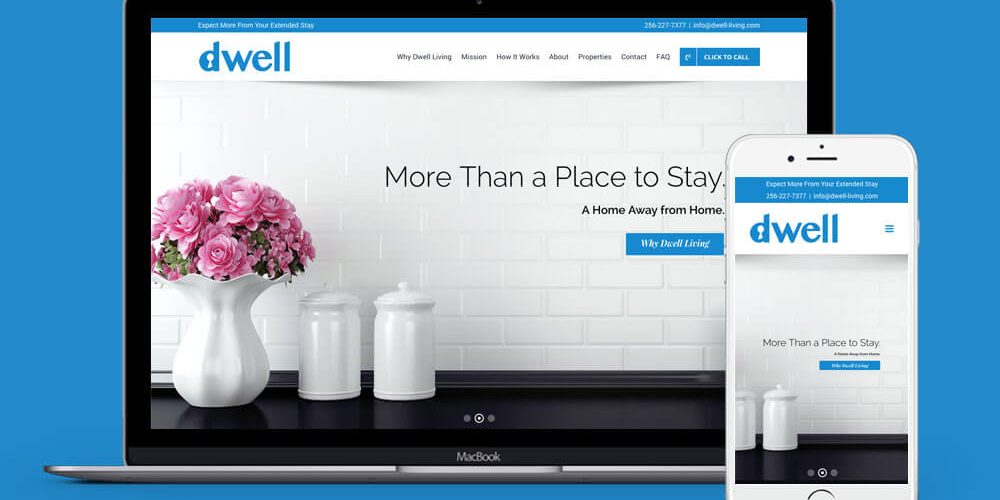 Expect More From Your Extended Stay
256-227-7377 | info@dwell-living.com
dwell
Why Dwell Living Mission How It Works About Properties Contact FAQ CLICK TO CALL
More Than a Place to Stay.
A Home Away from Home.
Why Dwell Living
MacBook
Expect More From Your Extended Stay
256-227-7377 | info@dwell-living.com
dwell
More Than a Place to Stay.
A Home Away from Home.
Why Dwell Living